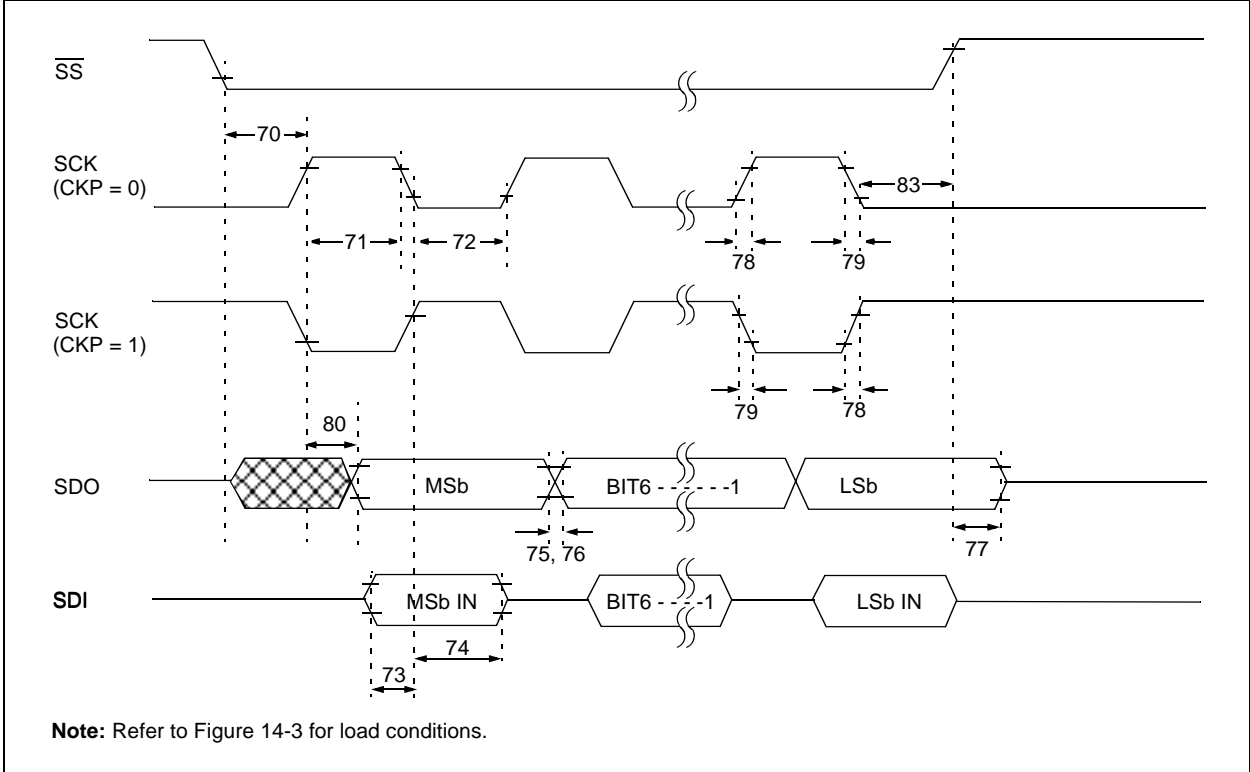 SS
70
SCK
(CKP = 0)
83
71
72
78
79
SCK
(CKP = 1)
79
78
80
SDO
MSb
BIT6 - - - - - -1
LSb
75, 76
77
SDI
MSb IN
BIT6 - - - -1
LSb IN
74
73
Note: Refer to Figure 14-3 for load conditions.